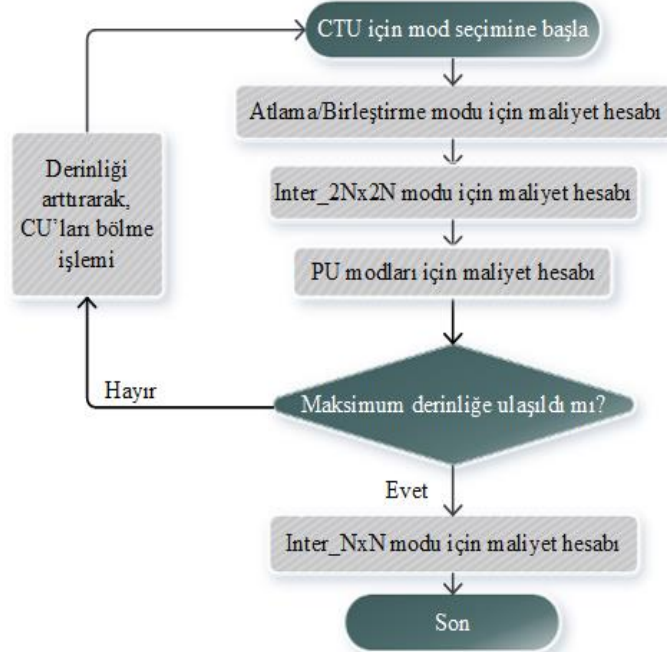 CTU için mod seçimine başla
Atlama/Birleştirme modu için maliyet hesabı
Inter_2Nx2N modu için maliyet hesabı
PU modları için maliyet hesabı
Derinliği
arttırarak,
CU'ları bölme
işlemi
Maksimum derinliğe ulaşıldı mı?
Hayır
Evet
Inter_NxN modu için maliyet hesabı
Son